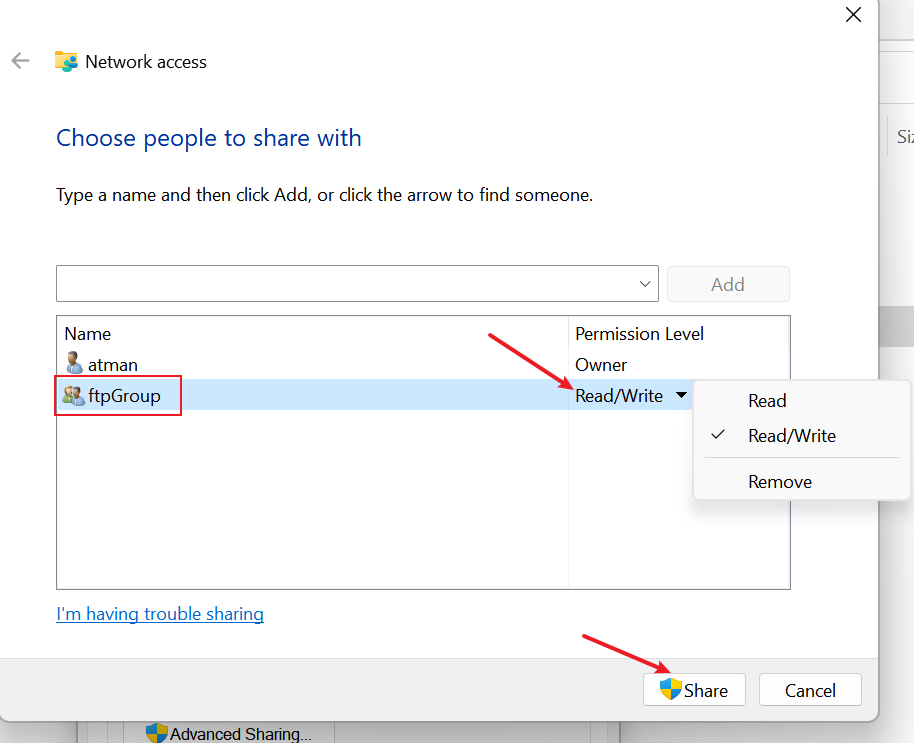 Network access
Choose people to share with
Type a name and then click Add, or click the arrow to find someone.
Add
Name
Permission Level
atman
Owner
ftpGroup
Read/Write
Read
Read/Write
Remove
I'm having trouble sharing
Share
Cancel
Advanced Sharing...